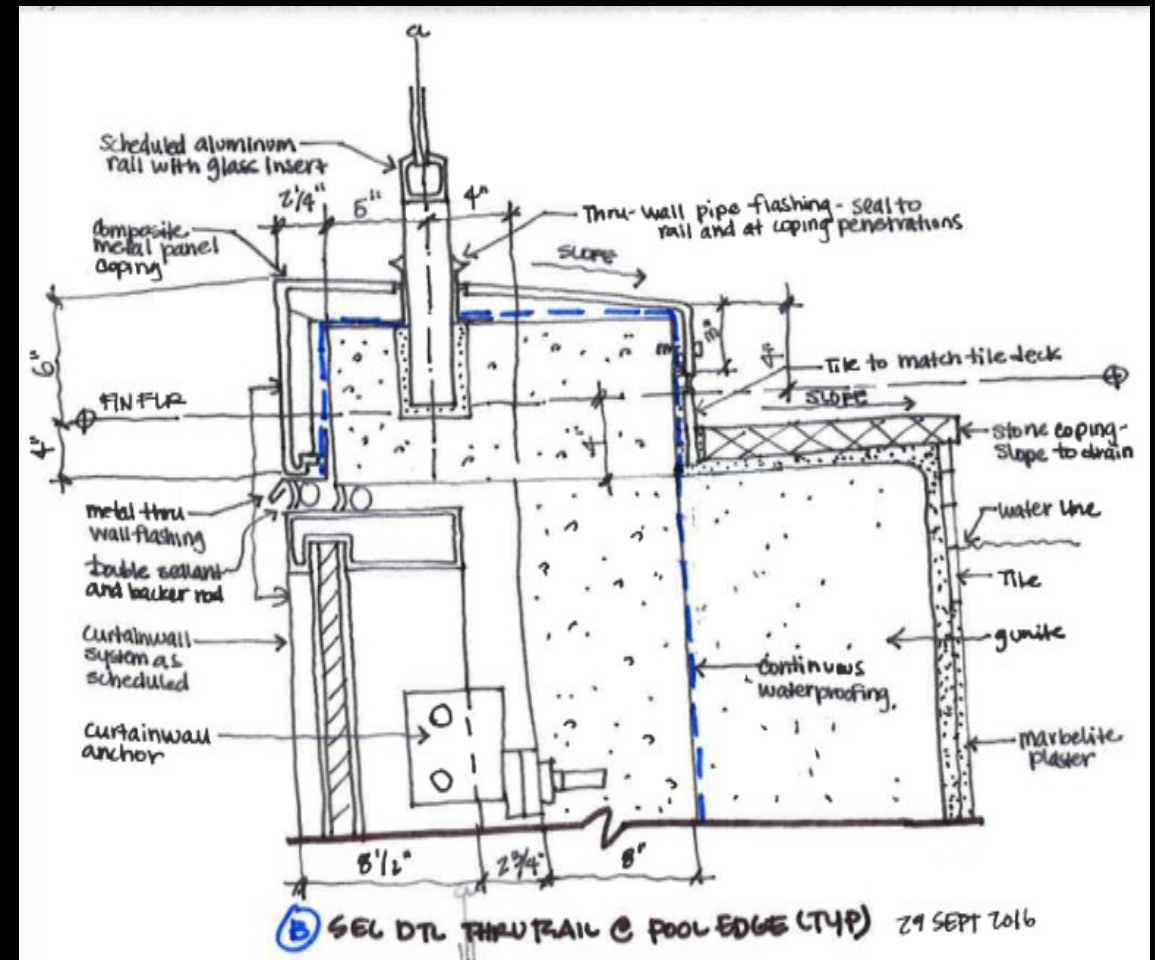 a
Scheduled aluminum
rail with glass insert
2 1/4"
5"
4"
Thru-wall pipe flashing - seal to
rail and at coping penetrations
composite
metal panel
coping
SLOPE
6"
3"
4"
Tile to match tile deck
FIN FLR
SLOPE
4"
4"
stone coping -
slope to drain
metal thru
wall flashing
water line
Double sealant
and backer rod
Tile
curtainwall
system as
scheduled
gunite
continuous
waterproofing.
curtainwall
anchor
marbelite
plaster
8 1/2"
2 3/4"
8"
B SEC DTL THRU RAIL @ POOL EDGE (TYP) 29 SEPT 2016